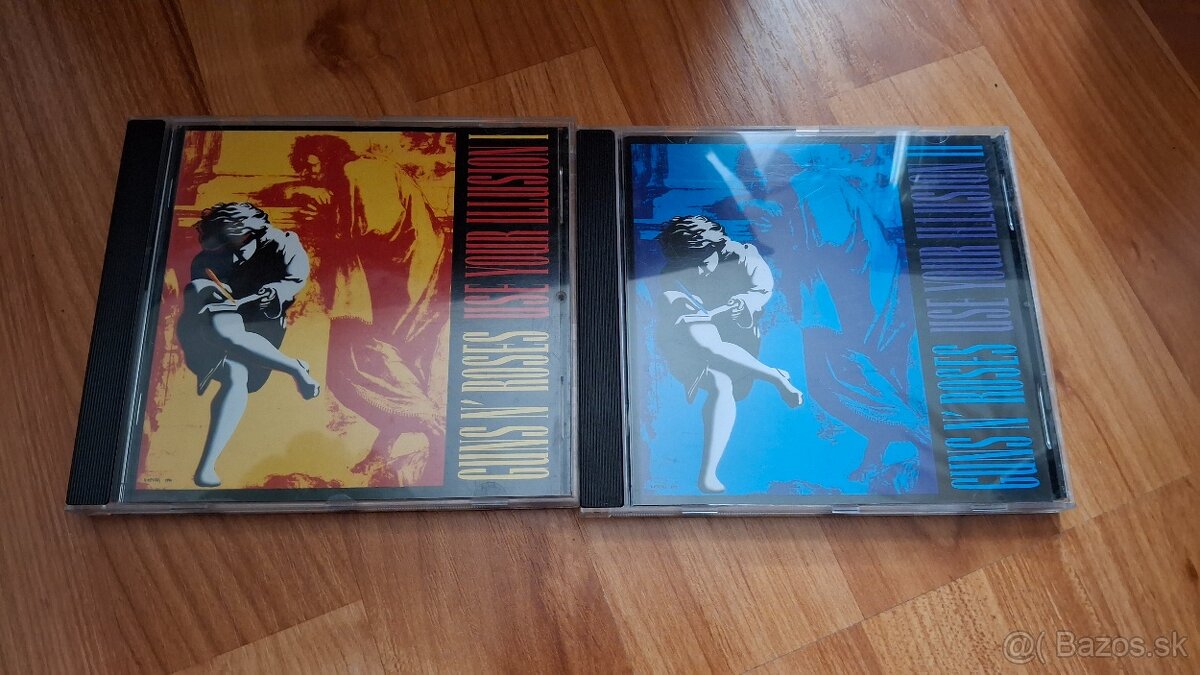 GUNS N' ROSES USE YOUR ILLUSION I
GUNS N' ROSES USE YOUR ILLUSION II
@( Bazos.sk